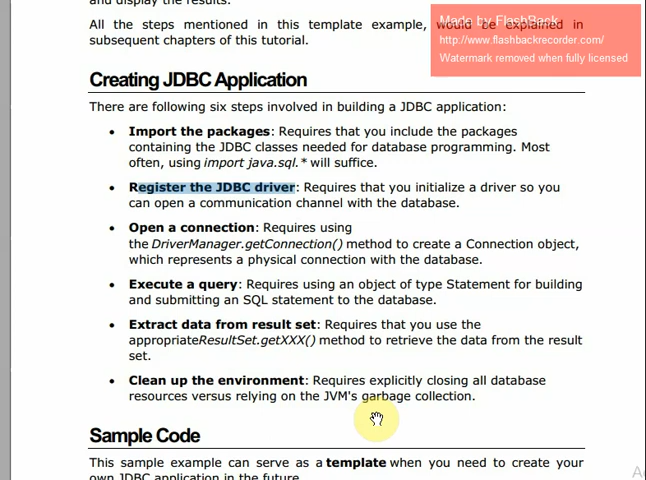 and display the results.
All the steps mentioned in this template example, would be explained in
subsequent chapters of this tutorial.
Made by FlashBack
http://www.flashbackrecorder.com/
Watermark removed when fully licensed
Creating JDBC Application
There are following six steps involved in building a JDBC application:
• Import the packages: Requires that you include the packages
containing the JDBC classes needed for database programming. Most
often, using import java.sql.* will suffice.
• Register the JDBC driver: Requires that you initialize a driver so you
can open a communication channel with the database.
• Open a connection: Requires using
the DriverManager.getConnection() method to create a Connection object,
which represents a physical connection with the database.
• Execute a query: Requires using an object of type Statement for building
and submitting an SQL statement to the database.
• Extract data from result set: Requires that you use the
appropriateResultSet.getXXX() method to retrieve the data from the result
set.
• Clean up the environment: Requires explicitly closing all database
resources versus relying on the JVM's garbage collection.
Sample Code
This sample example can serve as a template when you need to create your
own JDBC application in the future.